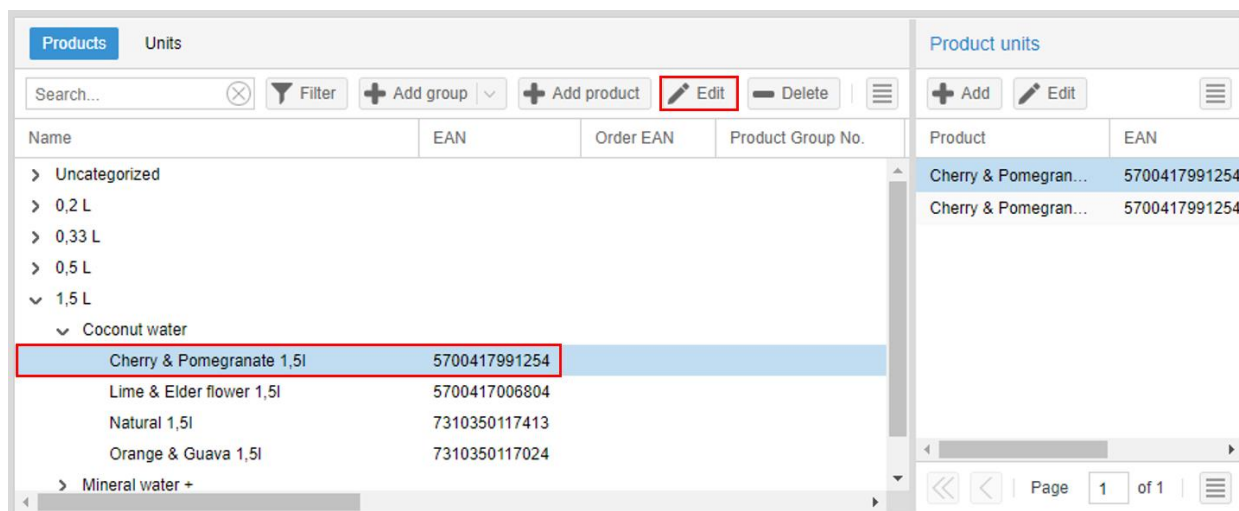 Products Units
Search... Filter Add group Add product Edit Delete
Name EAN Order EAN Product Group No.
Uncategorized
0,2 L
0,33 L
0,5 L
1,5 L
Coconut water
Cherry & Pomegranate 1,5l 5700417991254
Lime & Elder flower 1,5l 5700417006804
Natural 1,5l 7310350117413
Orange & Guava 1,5l 7310350117024
Mineral water +
Product units
Add Edit
Product EAN
Cherry & Pomegran... 5700417991254
Cherry & Pomegran... 5700417991254
Page 1 of 1